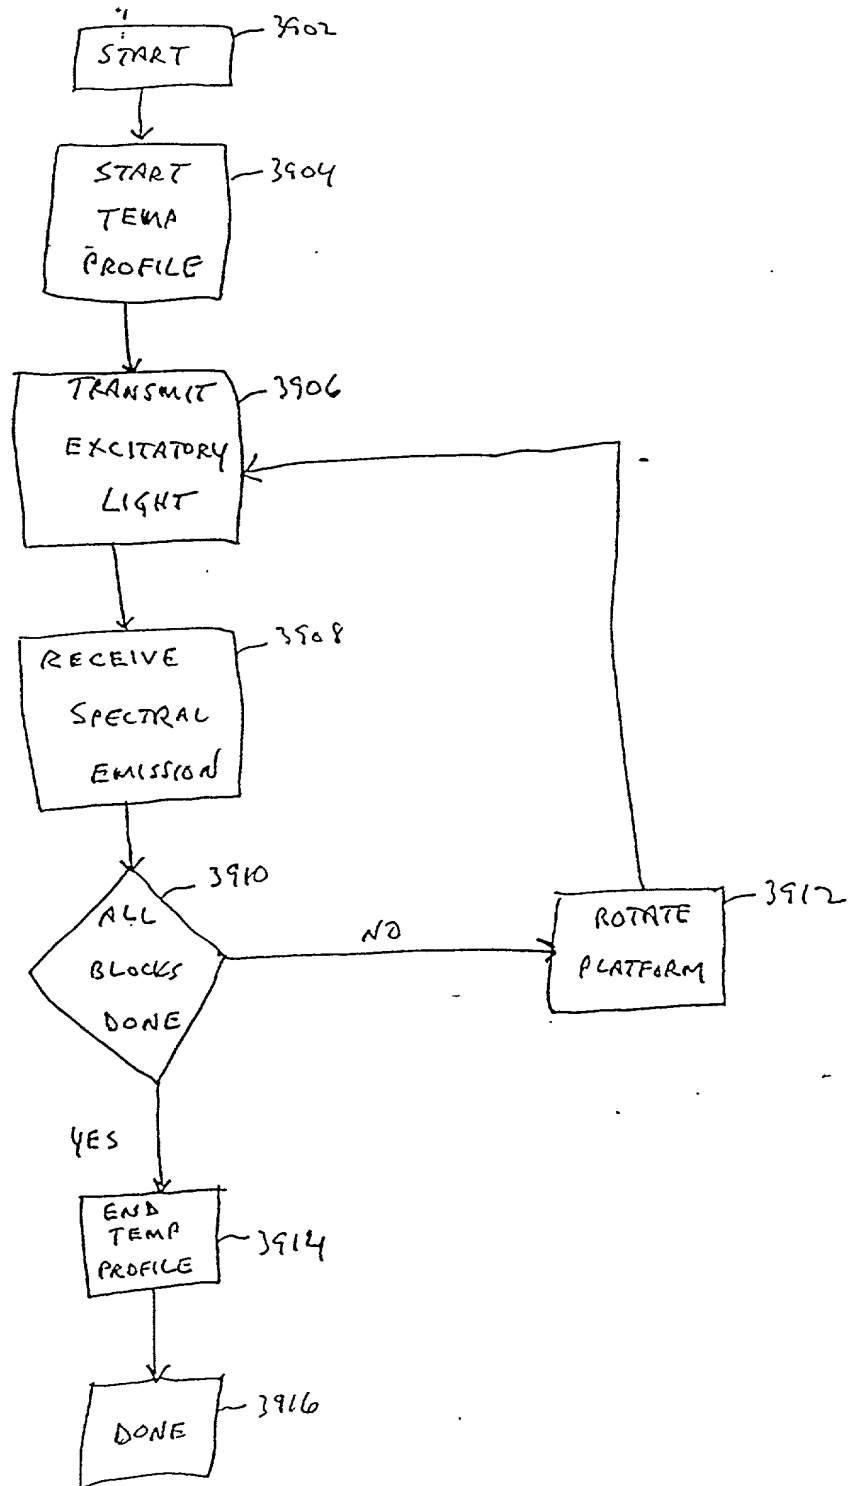 START
3902
START
TEMP
PROFILE
3904
TRANSMIT
EXCITATORY
LIGHT
3906
RECEIVE
SPECTRAL
EMISSION
3908
ALL
BLOCKS
DONE
3910
NO
ROTATE
PLATFORM
3912
YES
END
TEMP
PROFILE
3914
DONE
3916